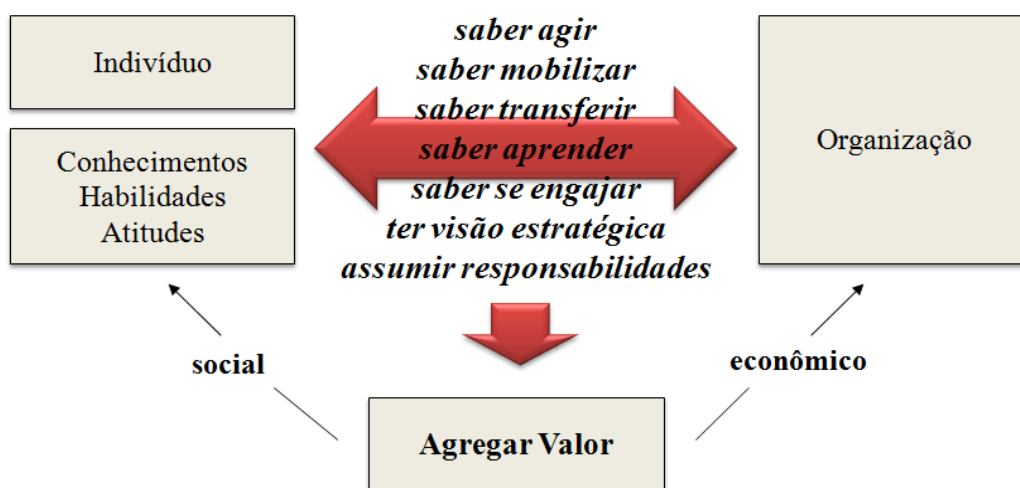 Indivíduo
Conhecimentos
Habilidades
Atitudes
saber agir
saber mobilizar
saber transferir
saber aprender
saber se engajar
ter visão estratégica
assumir responsabilidades
Organização
social
econômico
Agregar Valor